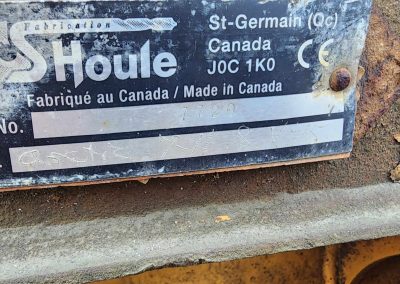 Fabrication
S Houle
St-Germain (Qc)
Canada
J0C 1K0
CE
Fabriqué au Canada / Made in Canada
No.